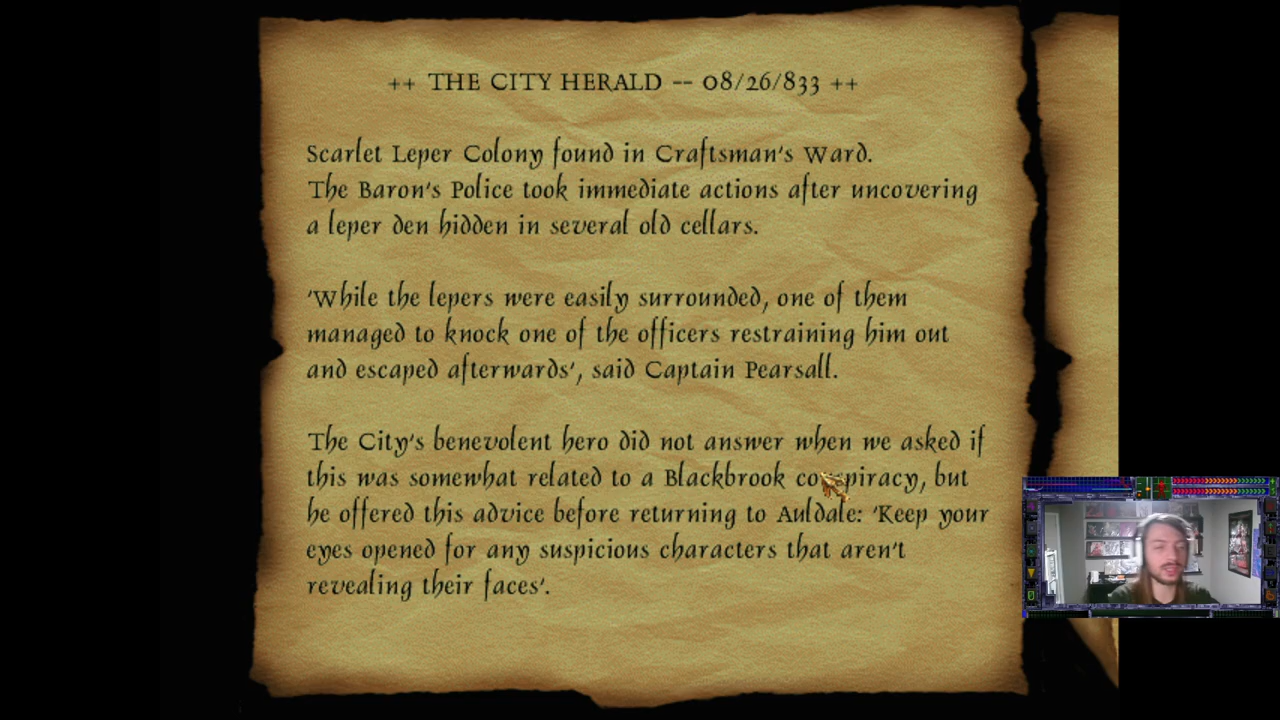 ++ THE CITY HERALD -- 08/26/833 ++
Scarlet Leper Colony found in Craftsman's Ward.
The Baron's Police took immediate actions after uncovering
a leper den hidden in several old cellars.
'While the lepers were easily surrounded, one of them
managed to knock one of the officers restraining him out
and escaped afterwards', said Captain Pearsall.
The City's benevolent hero did not answer when we asked if
this was somewhat related to a Blackbrook conspiracy, but
he offered this advice before returning to Auldale: 'Keep your
eyes opened for any suspicious characters that aren't
revealing their faces'.